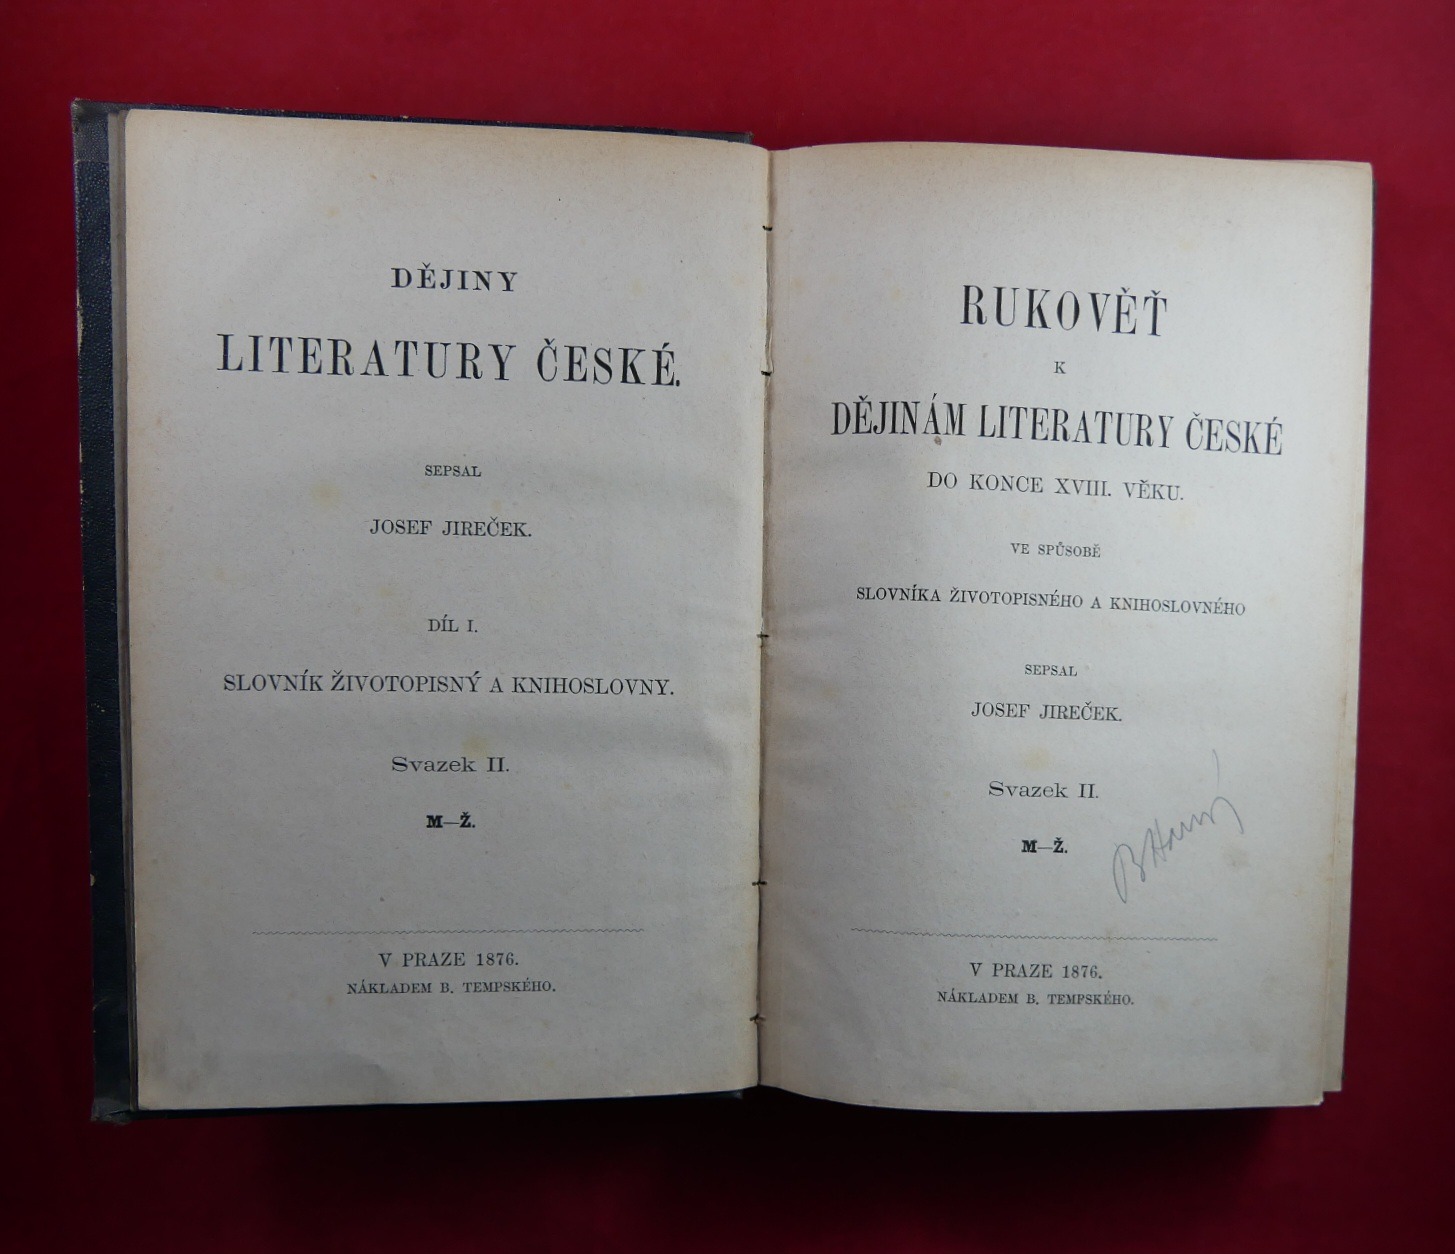 DĚJINY
LITERATURY ČESKÉ.
SEPSAL
JOSEF JIREČEK.
DÍL I.
SLOVNÍK ŽIVOTOPISNÝ A KNIHOSLOVNY.
Svazek II.
M—Ž.
V PRAZE 1876.
NÁKLADEM B. TEMPSKÉHO.
RUKOVĚŤ
K
DĚJINÁM LITERATURY ČESKÉ
DO KONCE XVIII. VĚKU.
VE SPŮSOBĚ
SLOVNÍKA ŽIVOTOPISNÉHO A KNIHOSLOVNÉHO
SEPSAL
JOSEF JIREČEK.
Svazek II.
M—Ž.
V PRAZE 1876.
NÁKLADEM B. TEMPSKÉHO.